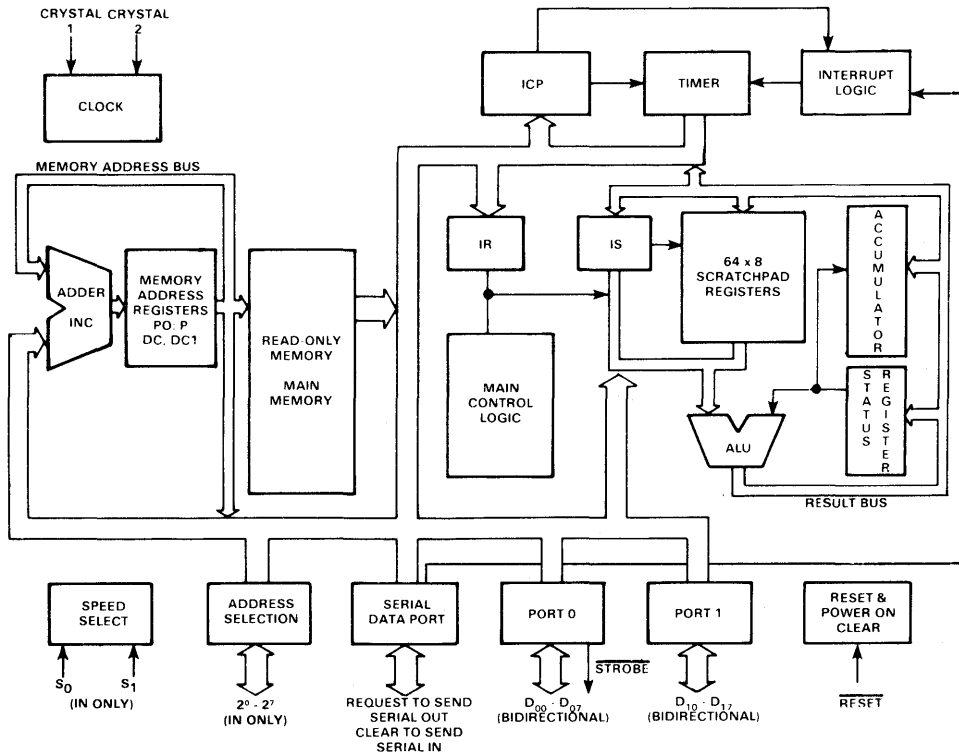 CRYSTAL CRYSTAL
1 2
CLOCK
ICP
TIMER
INTERRUPT
LOGIC
MEMORY ADDRESS BUS
ADDER
INC
MEMORY
ADDRESS
REGISTERS
PO: P
DC, DC1
READ-ONLY
MEMORY
MAIN
MEMORY
IR
IS
64 x 8
SCRATCHPAD
REGISTERS
ACCUMULATOR
MAIN
CONTROL
LOGIC
ALU
STATUS
REGISTER
RESULT BUS
SPEED
SELECT
ADDRESS
SELECTION
SERIAL
DATA PORT
PORT 0
PORT 1
RESET &
POWER ON
CLEAR
S0 S1
(IN ONLY)
2⁰ - 2⁷
(IN ONLY)
REQUEST TO SEND
SERIAL OUT
CLEAR TO SEND
SERIAL IN
STROBE
D00 - D07
(BIDIRECTIONAL)
D10 - D17
(BIDIRECTIONAL)
RESET